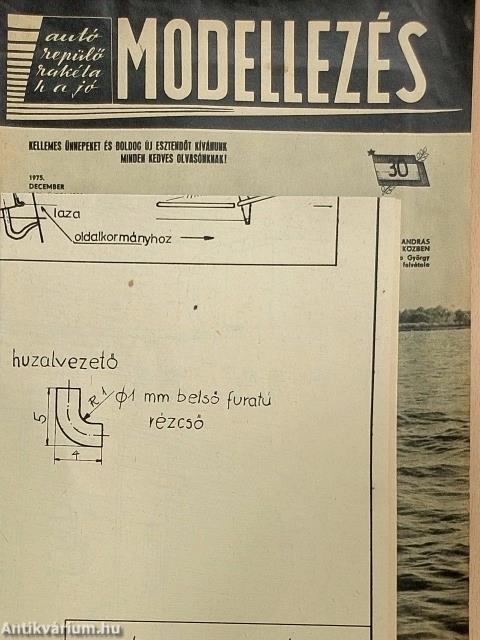 autó
repülő
rakéta
hajó
MODELLEZÉS
KELLEMES ÜNNEPEKET ÉS BOLDOG ÚJ ESZTENDŐT KÍVÁNUNK
MINDEN KEDVES OLVASÓNKNAK!
1975.
DECEMBER
30
laza
oldalkormányhoz
ANDRÁS
KÖZBEN
György
felvétele
huzalvezető
R1
φ1 mm belső furatú
rézcső
5
4
Antikvárium.hu